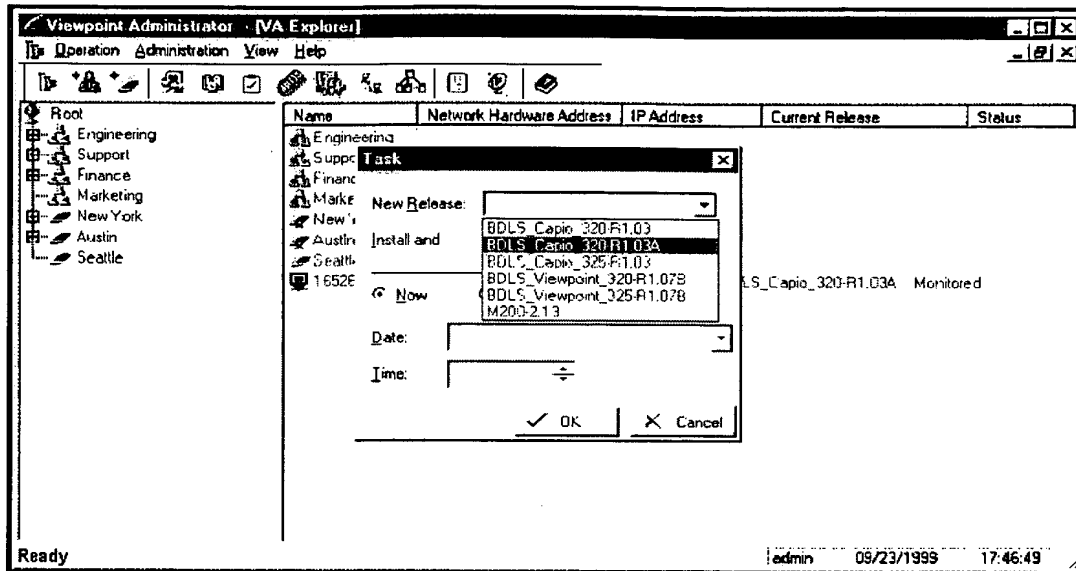 Viewpoint Administrator - [VA Explorer]
Operation Administration View Help
Root
Engineering
Support
Finance
Marketing
New York
Austin
Seattle
Name Network Hardware Address IP Address Current Release Status
Engineering
Suppo
Financ
Marke
New Y
Austin
Seattl
1652E
LS_Capio_320-R1.03A Monitored
Task
New Release:
BDLS_Capio_320-R1.03
BDLS_Capio_320-R1.03A
BDLS_Capio_325-R1.03
BDLS_Viewpoint_320-R1.07B
BDLS_Viewpoint_325-R1.07B
M200-2.13
Install and
Now
Date:
Time:
OK Cancel
Ready admin 09/23/1999 17:46:49